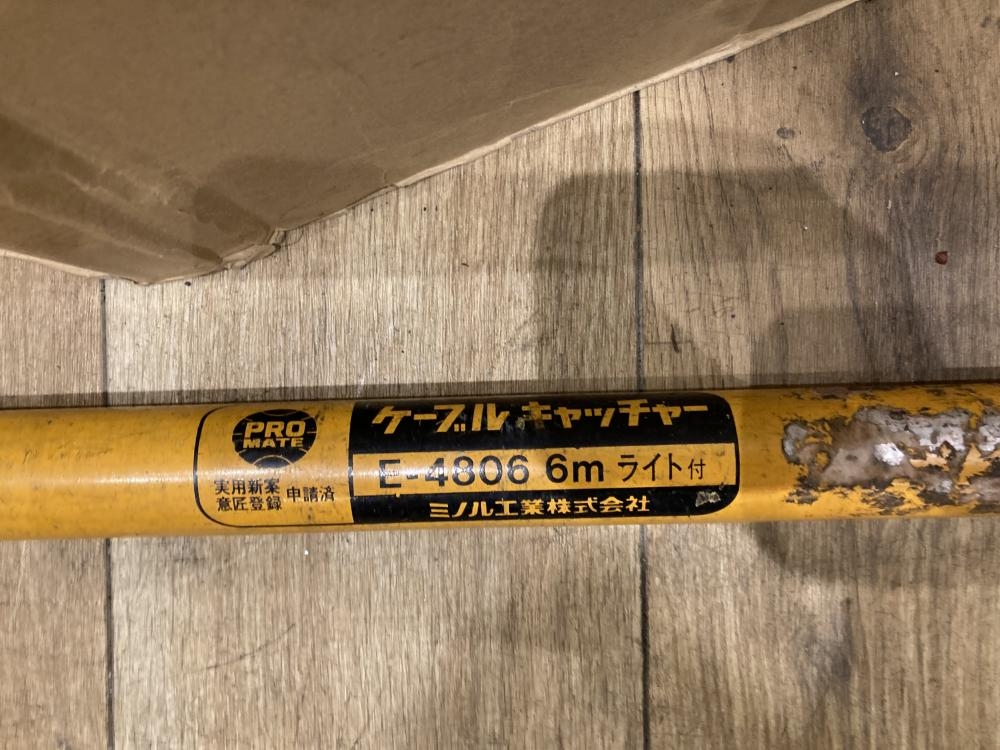 PRO
MATE
実用新案
意匠登録
申請済
ケーブルキャッチャー
E-4806 6m ライト付
ミノル工業株式会社